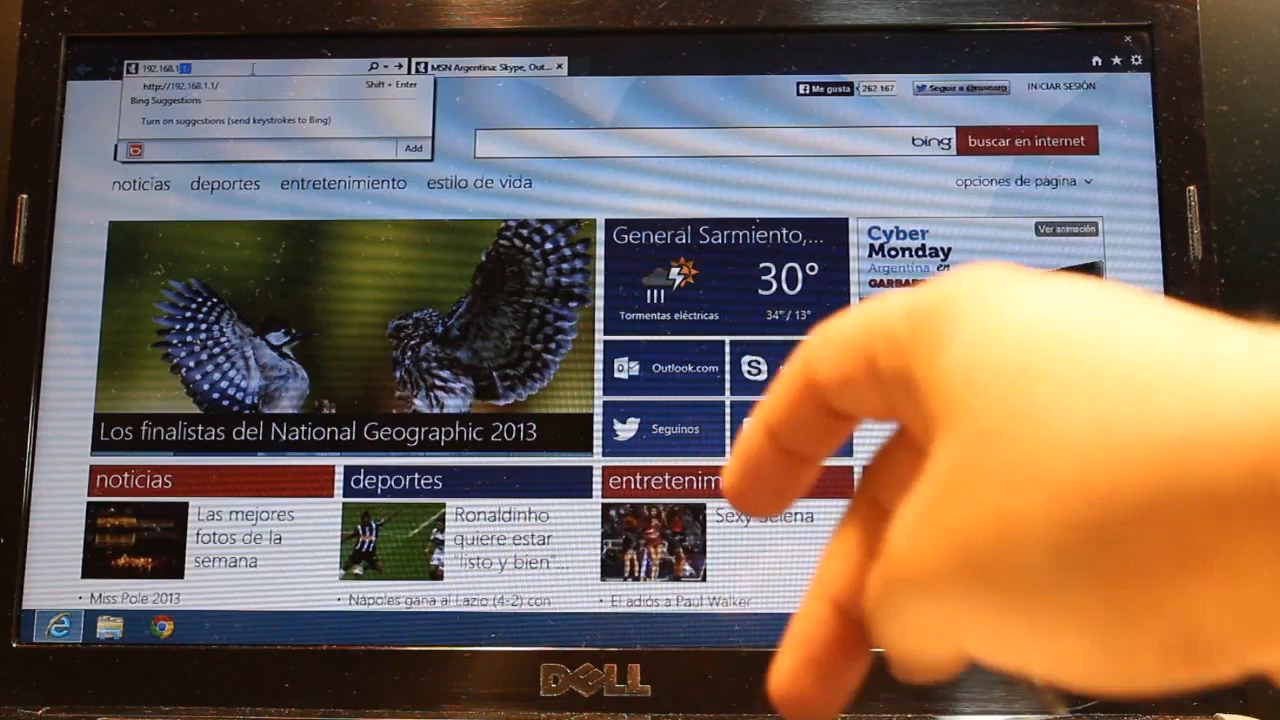 192.168.1.1
MSN Argentina: Skype, Out...
http://192.168.1.1/
Shift + Enter
Bing Suggestions
Turn on suggestions (send keystrokes to Bing)
Add
Me gusta
262 167
Seguir a @msnarg
INICIAR SESIÓN
bing
buscar en internet
noticias
deportes
entretenimiento
estilo de vida
opciones de página
General Sarmiento,...
30°
Tormentas eléctricas
34°/ 13°
Ver animación
Cyber
Monday
Argentina en
Outlook.com
Seguinos
Los finalistas del National Geographic 2013
noticias
deportes
entretenim
Las mejores
fotos de la
semana
Ronaldinho
quiere estar
"listo y bien"...
Sexy Selena
• Miss Pole 2013
• Nápoles gana al Lazio (4-2) con
• El adiós a Paul Walker
DELL